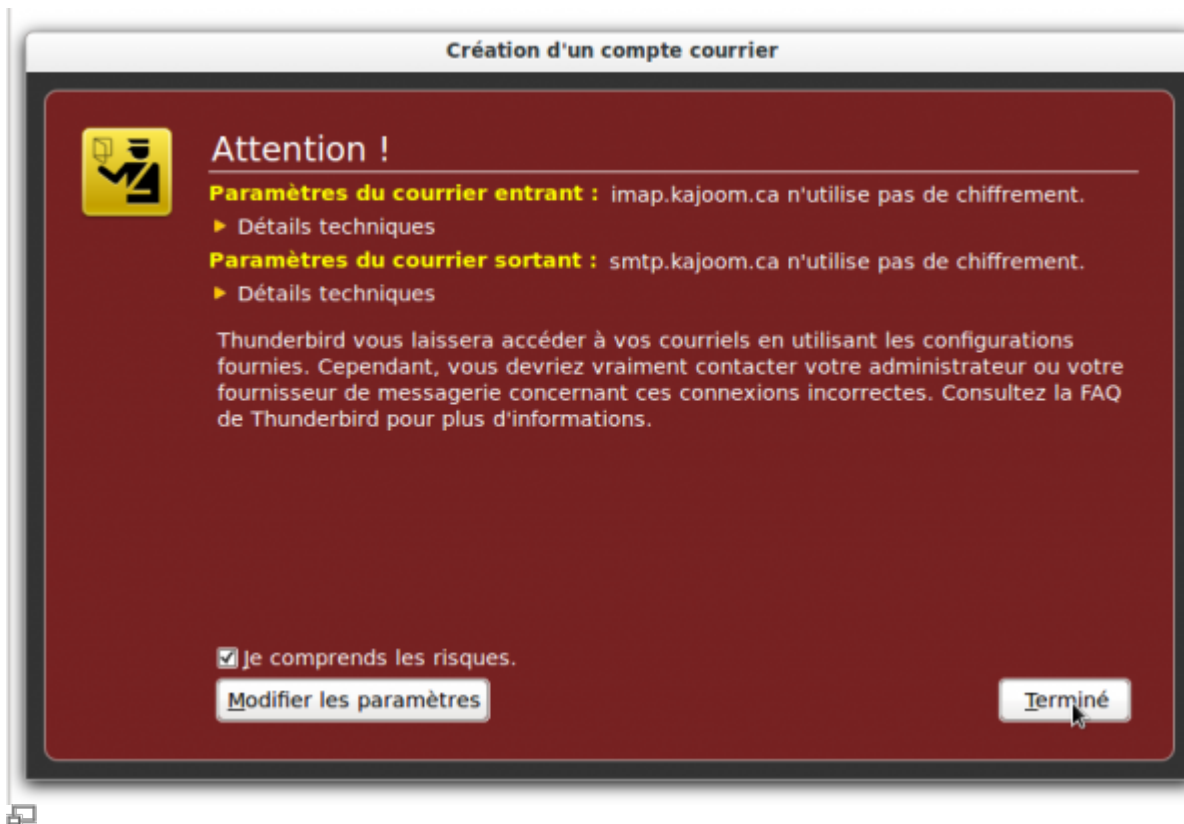 Création d'un compte courrier
Attention !
Paramètres du courrier entrant : imap.kajoom.ca n'utilise pas de chiffrement.
Détails techniques
Paramètres du courrier sortant : smtp.kajoom.ca n'utilise pas de chiffrement.
Détails techniques
Thunderbird vous laissera accéder à vos courriels en utilisant les configurations
fournies. Cependant, vous devriez vraiment contacter votre administrateur ou votre
fournisseur de messagerie concernant ces connexions incorrectes. Consultez la FAQ
de Thunderbird pour plus d'informations.
Je comprends les risques.
Modifier les paramètres
Terminé